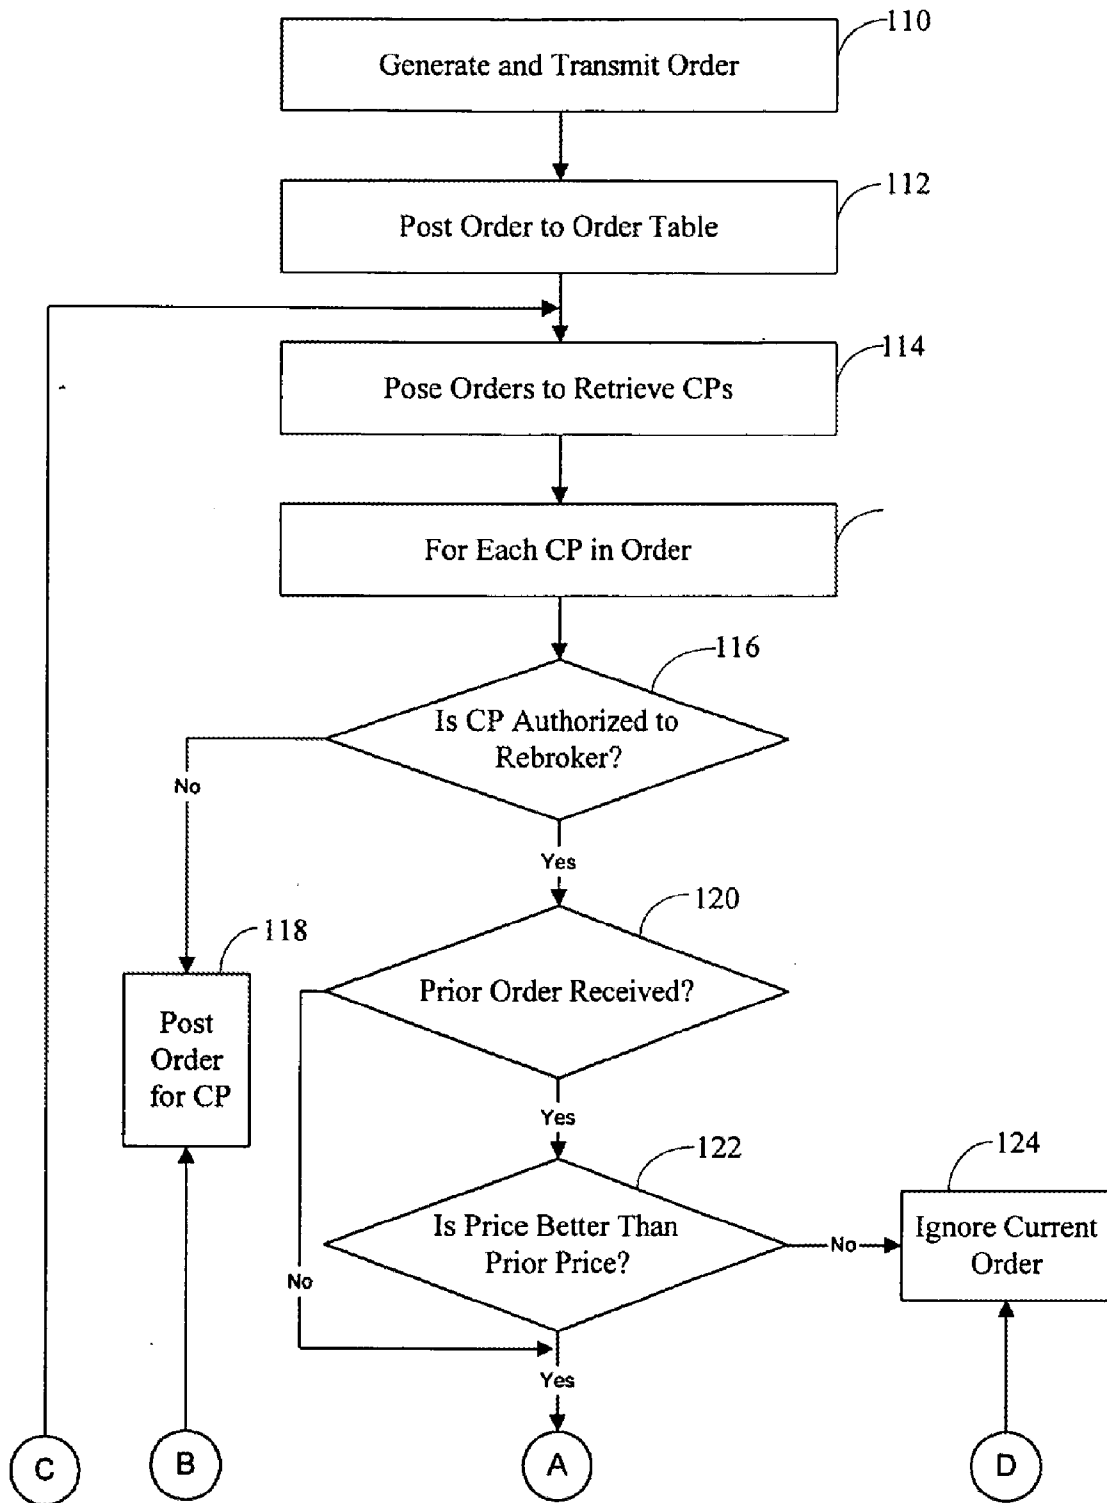 110
Generate and Transmit Order
112
Post Order to Order Table
114
Pose Orders to Retrieve CPs
For Each CP in Order
116
Is CP Authorized to
Rebroker?
No
Yes
120
118
Prior Order Received?
Post
Order
for CP
Yes
122
124
Is Price Better Than
Prior Price?
No
Ignore Current
Order
No
Yes
C
B
A
D